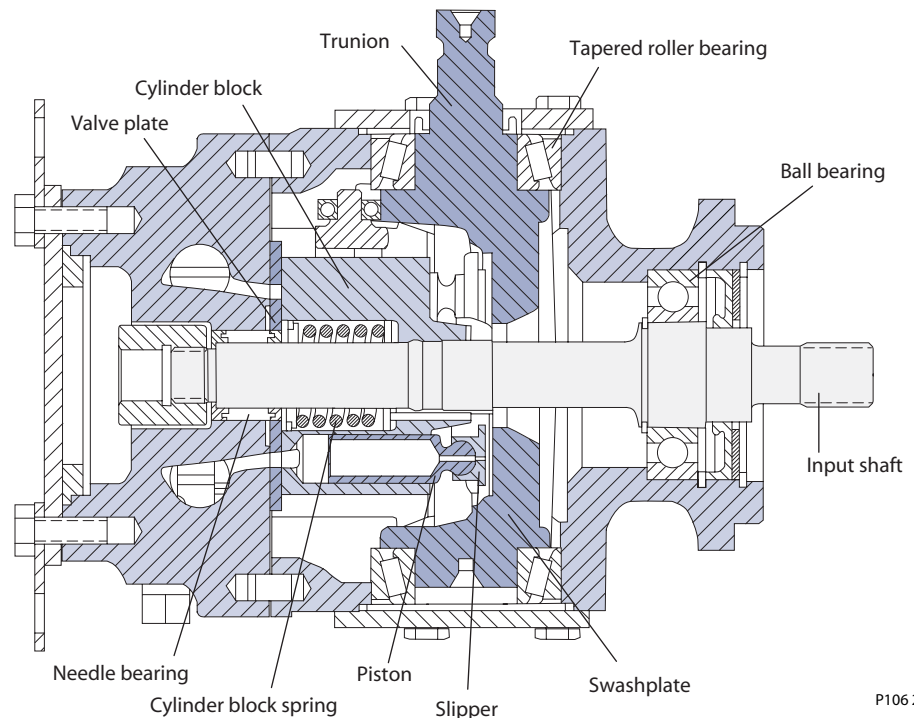 Trunion
Tapered roller bearing
Cylinder block
Valve plate
Ball bearing
Input shaft
Needle bearing
Piston
Swashplate
Cylinder block spring
Slipper
P106